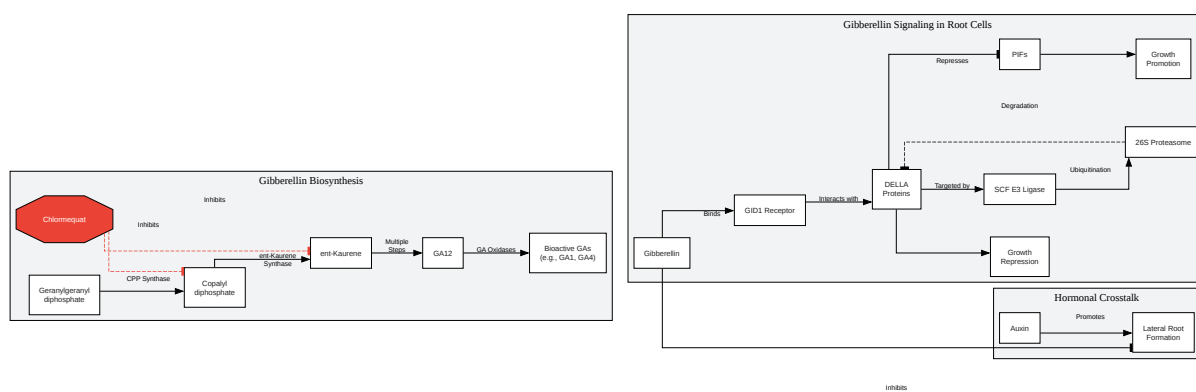 Gibberellin Biosynthesis
Chlormequat
Inhibits
Inhibits
Geranylgeranyl
diphosphate
CPP Synthase
Copalyl
diphosphate
ent-Kaurene
Synthase
ent-Kaurene
Multiple
Steps
GA12
GA Oxidases
Bioactive GAs
(e.g., GA1, GA4)
Gibberellin Signaling in Root Cells
Represses
PIFs
Growth
Promotion
Degradation
26S Proteasome
Gibberellin
Binds
GID1 Receptor
Interacts with
DELLA
Proteins
Targeted by
SCF E3 Ligase
Ubiquitination
Growth
Repression
Hormonal Crosstalk
Auxin
Promotes
Lateral Root
Formation
Inhibits